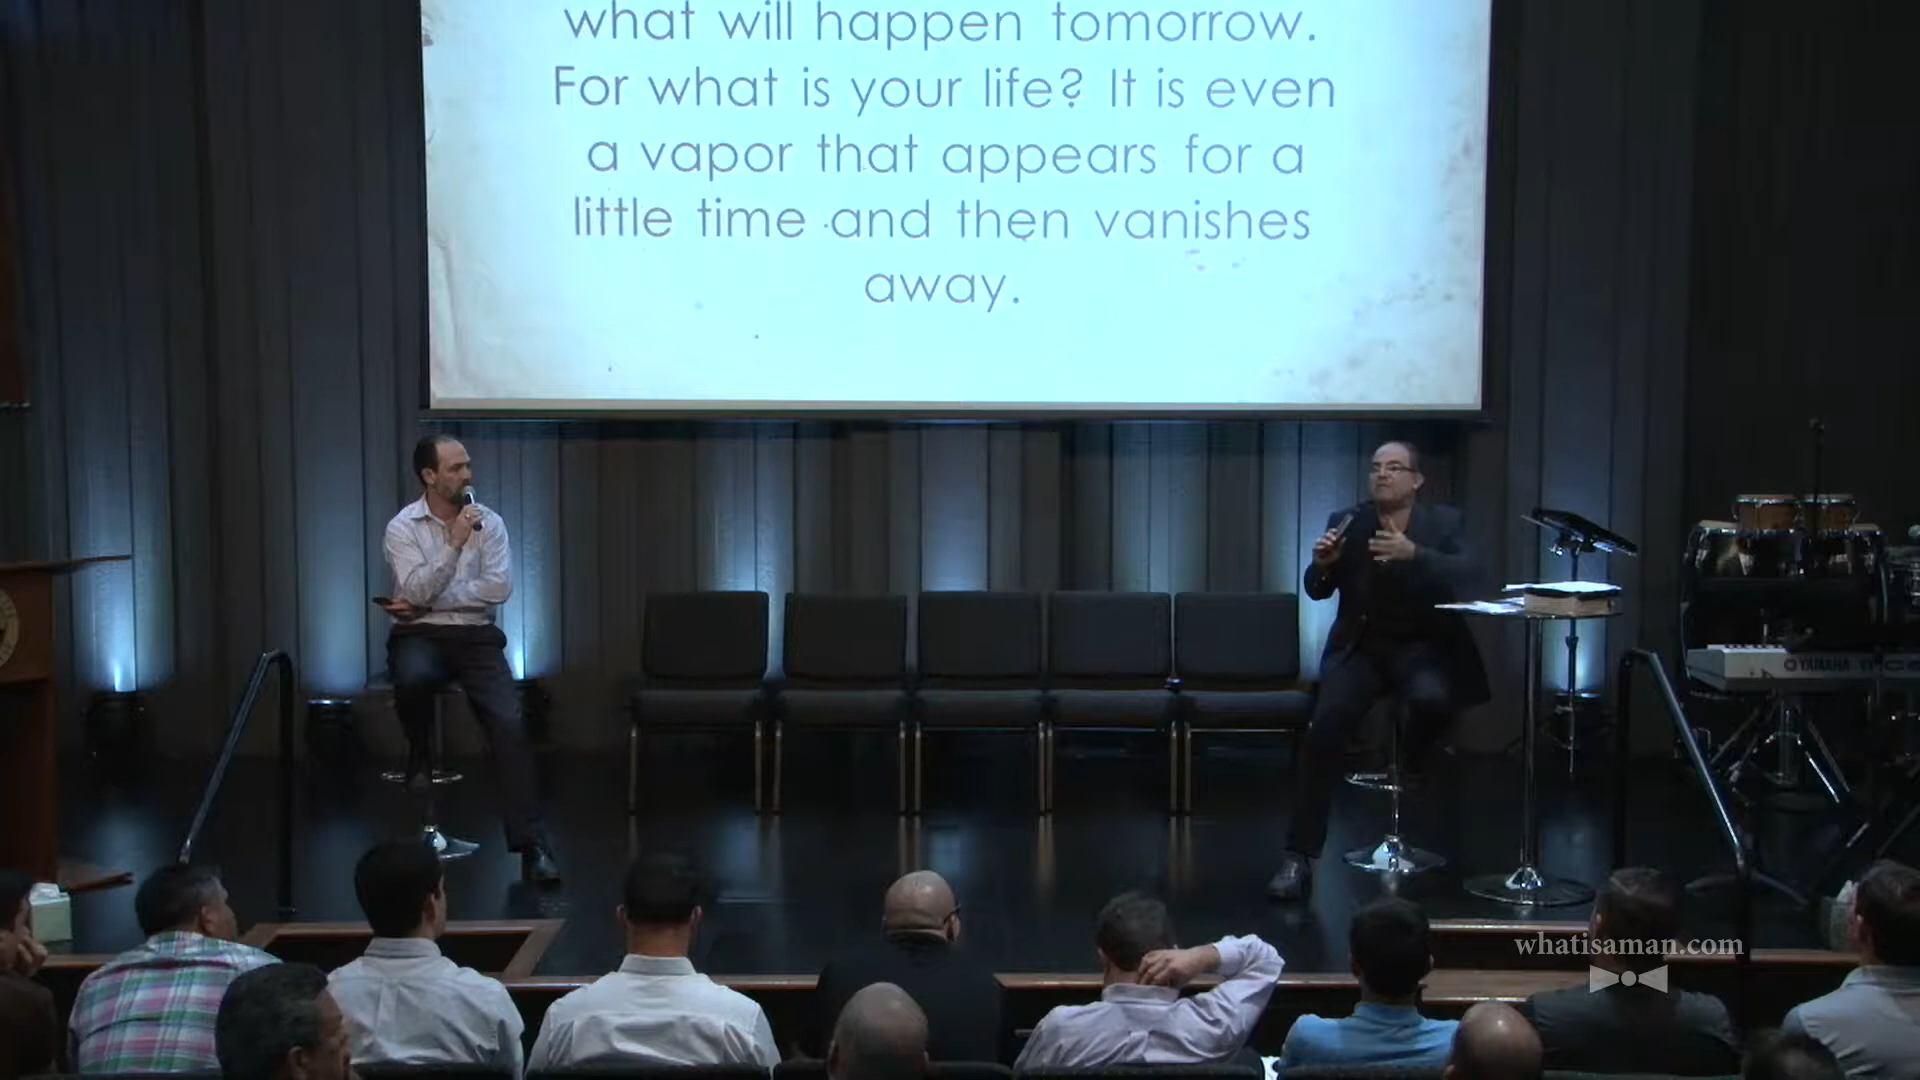 what will happen tomorrow.
For what is your life? It is even
a vapor that appears for a
little time and then vanishes
away.
YAMAHA
whatisaman.com